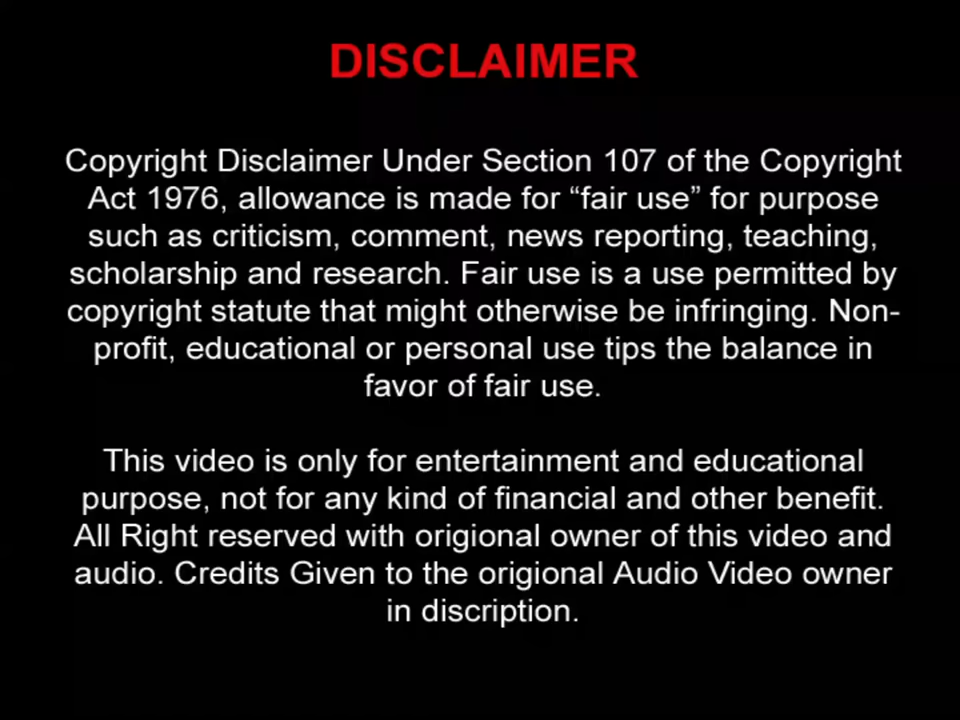 DISCLAIMER
Copyright Disclaimer Under Section 107 of the Copyright
Act 1976, allowance is made for “fair use” for purpose
such as criticism, comment, news reporting, teaching,
scholarship and research. Fair use is a use permitted by
copyright statute that might otherwise be infringing. Non-
profit, educational or personal use tips the balance in
favor of fair use.
This video is only for entertainment and educational
purpose, not for any kind of financial and other benefit.
All Right reserved with origional owner of this video and
audio. Credits Given to the origional Audio Video owner
in discription.